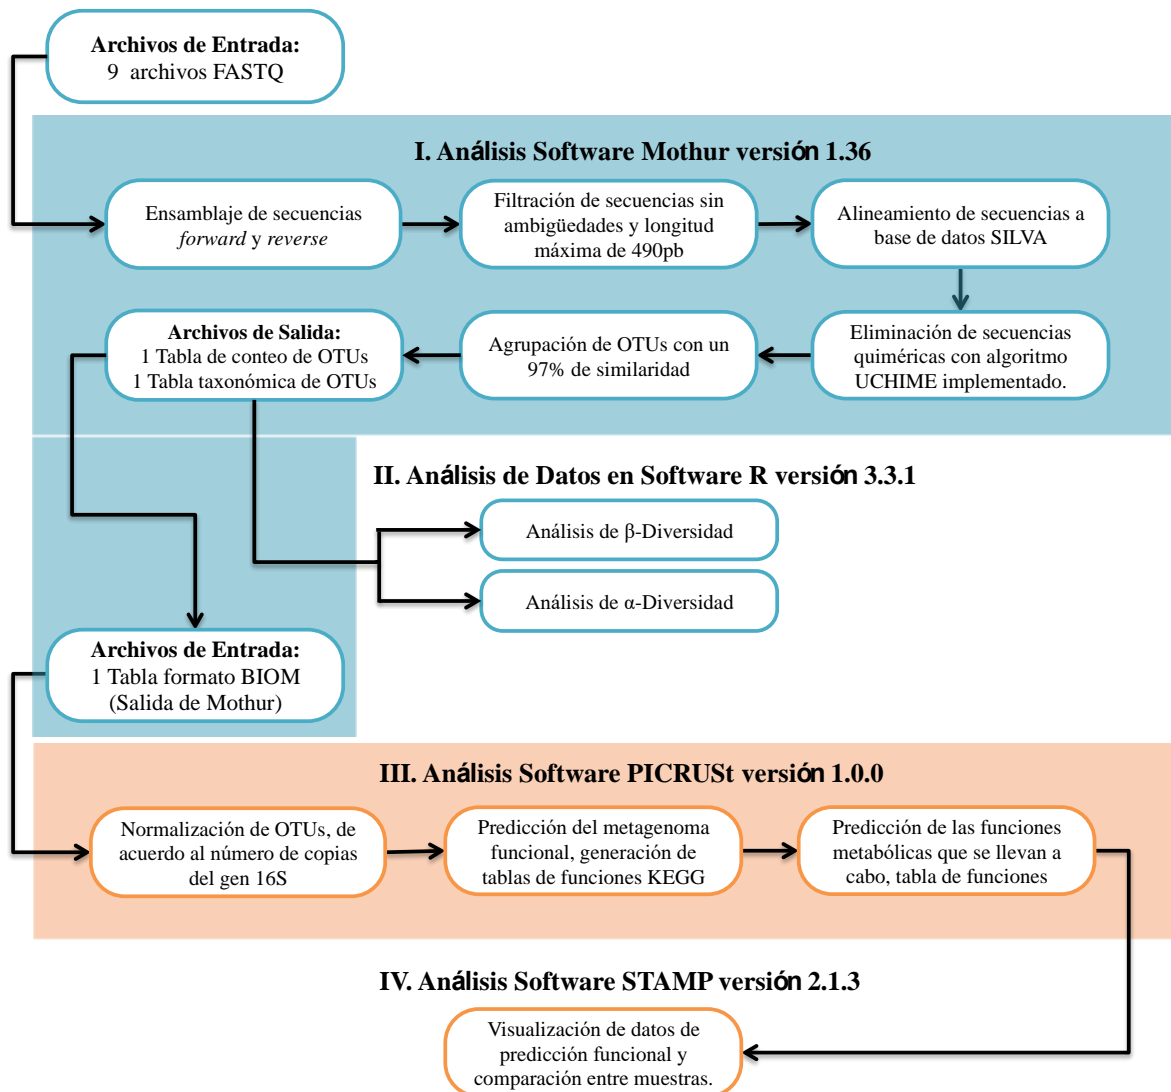 Archivos de Entrada:
9 archivos FASTQ
I. Análisis Software Mothur versión 1.36
Ensamblaje de secuencias
forward y reverse
Filtración de secuencias sin
ambigüedades y longitud
máxima de 490pb
Alineamiento de secuencias a
base de datos SILVA
Eliminación de secuencias
quiméricas con algoritmo
UCHIME implementado.
Agrupación de OTUs con un
97% de similaridad
Archivos de Salida:
1 Tabla de conteo de OTUs
1 Tabla taxonómica de OTUs
II. Análisis de Datos en Software R versión 3.3.1
Análisis de β-Diversidad
Análisis de α-Diversidad
Archivos de Entrada:
1 Tabla formato BIOM
(Salida de Mothur)
III. Análisis Software PICRUSt versión 1.0.0
Normalización de OTUs, de
acuerdo al número de copias
del gen 16S
Predicción del metagenoma
funcional, generación de
tablas de funciones KEGG
Predicción de las funciones
metabólicas que se llevan a
cabo, tabla de funciones
IV. Análisis Software STAMP versión 2.1.3
Visualización de datos de
predicción funcional y
comparación entre muestras.